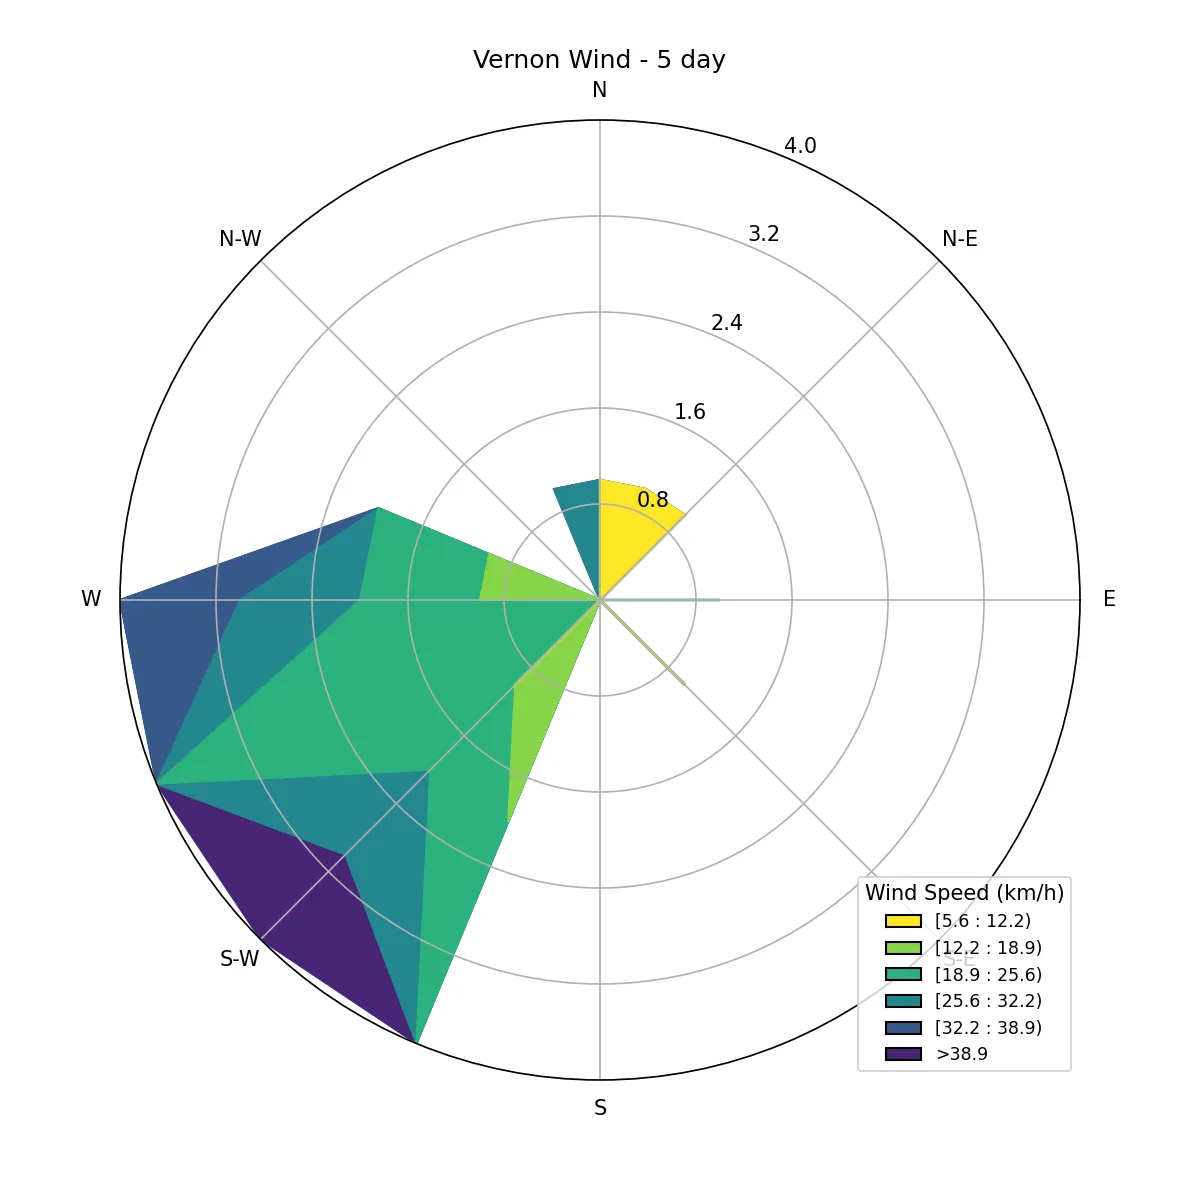 Vernon Wind - 5 day
N
4.0
N-W
3.2
N-E
2.4
1.6
0.8
W
E
S-W
S-E
S
Wind Speed (km/h)
[5.6 : 12.2)
[12.2 : 18.9)
[18.9 : 25.6)
[25.6 : 32.2)
[32.2 : 38.9)
>38.9